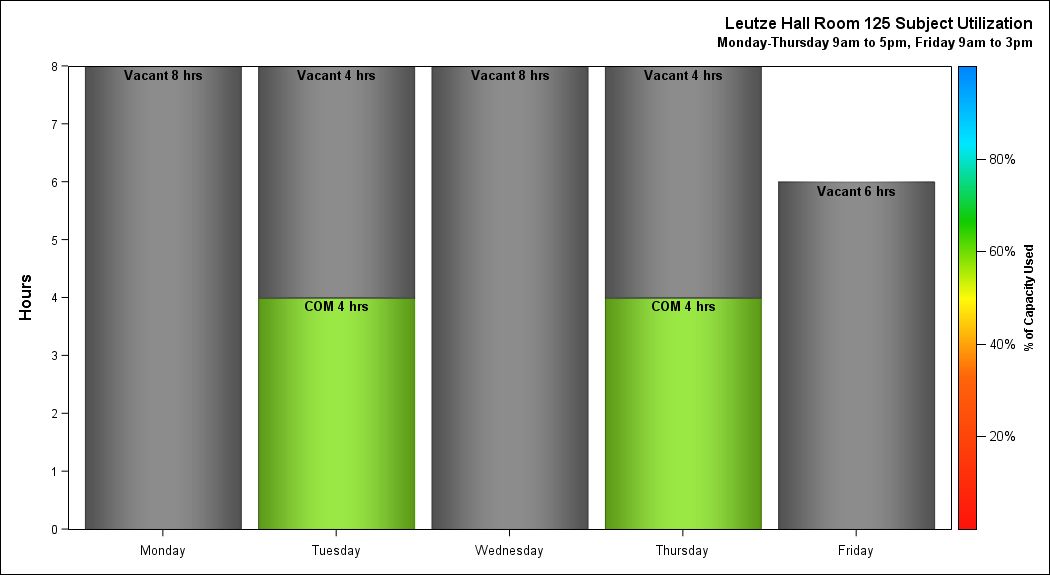 Leutze Hall Room 125 Subject Utilization
Monday-Thursday 9am to 5pm, Friday 9am to 3pm
8
7
6
5
4
3
2
1
0
Hours
Vacant 8 hrs
Vacant 4 hrs
Vacant 8 hrs
Vacant 4 hrs
Vacant 6 hrs
COM 4 hrs
COM 4 hrs
Monday
Tuesday
Wednesday
Thursday
Friday
80%
60%
40%
20%
% of Capacity Used